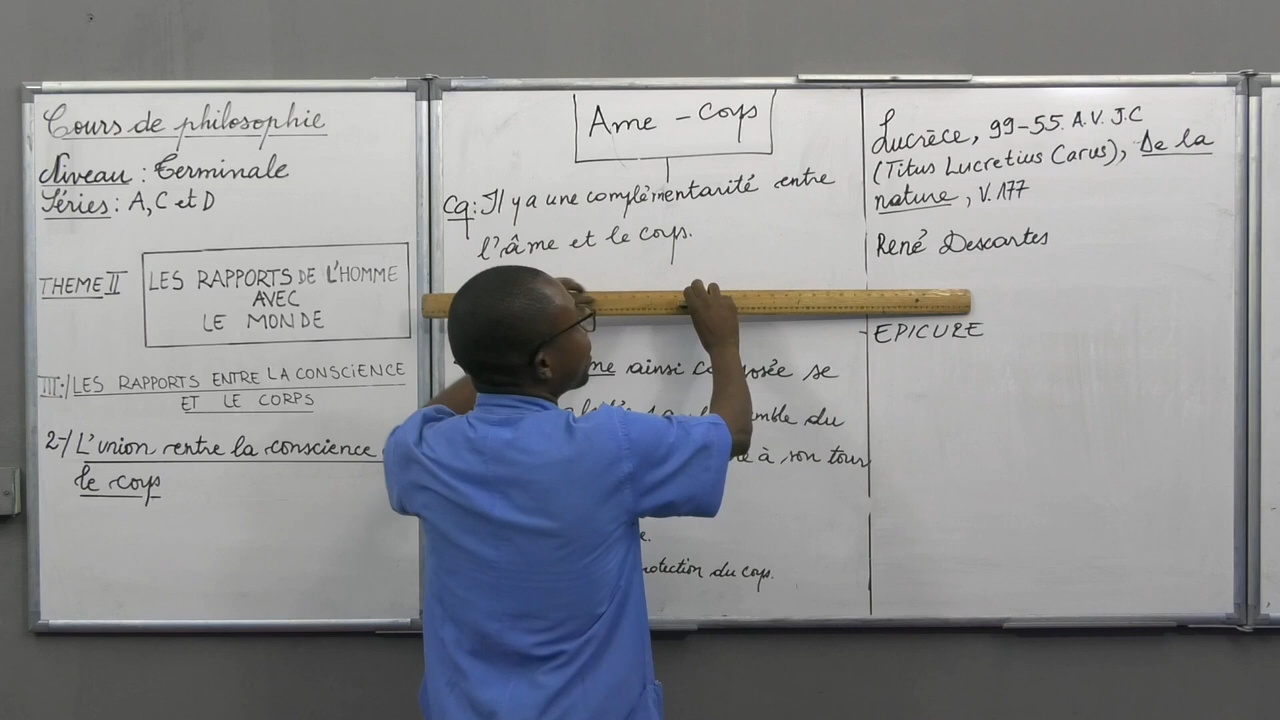 Cours de philosophie
Niveau : Terminale
Séries : A, C et D
THEME II
LES RAPPORTS DE L'HOMME
AVEC
LE MONDE
III:/ LES RAPPORTS ENTRE LA CONSCIENCE
ET LE CORPS
2-/ L'union entre la conscience
le corps
Ame - Corps
Cq: Il y a une complémentarité entre
l'âme et le corps.
ainsi se
du
à son tour
du corps.
Lucrèce, 99-55. A.V. J.C
(Titus Lucretius Carus), De la
nature, V. 177
René Descartes
- EPICURE